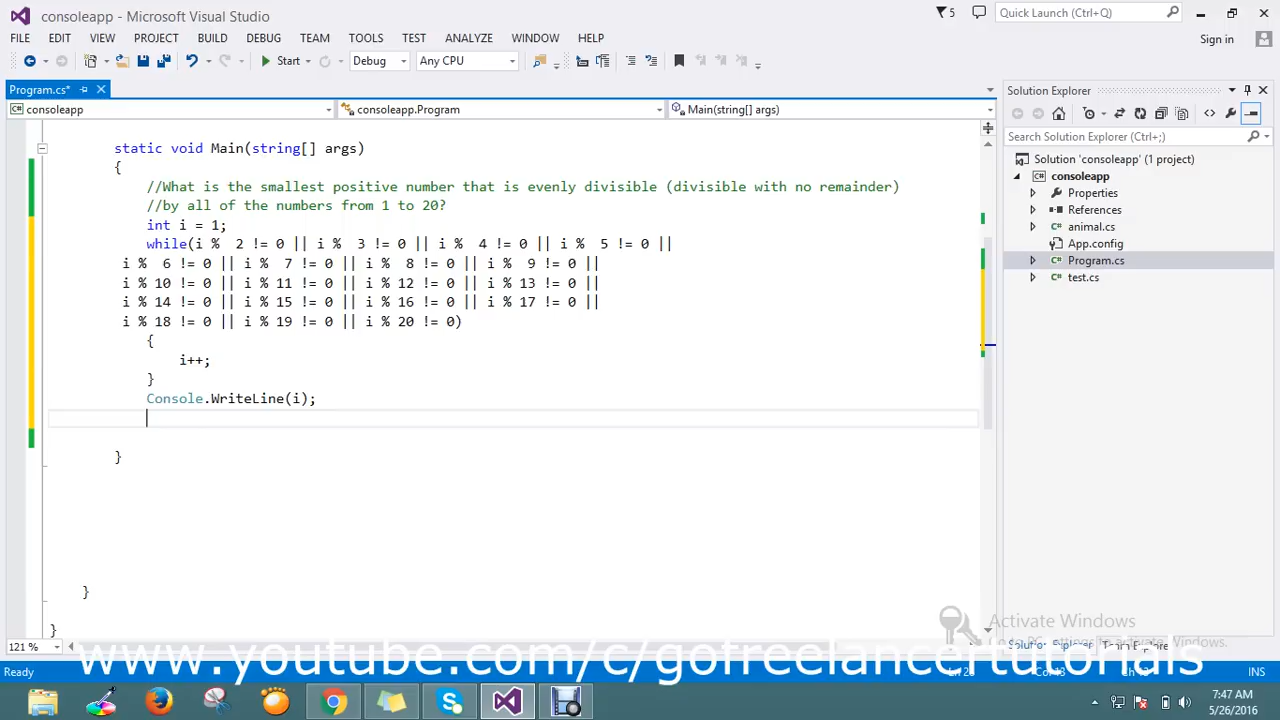 consoleapp - Microsoft Visual Studio
5
Quick Launch (Ctrl+Q)
FILE EDIT VIEW PROJECT BUILD DEBUG TEAM TOOLS TEST ANALYZE WINDOW HELP
Sign in
Start Debug Any CPU
Program.cs*
consoleapp consoleapp.Program Main(string[] args)
static void Main(string[] args)
{
//What is the smallest positive number that is evenly divisible (divisible with no remainder)
//by all of the numbers from 1 to 20?
int i = 1;
while(i % 2 != 0 || i % 3 != 0 || i % 4 != 0 || i % 5 != 0 ||
i % 6 != 0 || i % 7 != 0 || i % 8 != 0 || i % 9 != 0 ||
i % 10 != 0 || i % 11 != 0 || i % 12 != 0 || i % 13 != 0 ||
i % 14 != 0 || i % 15 != 0 || i % 16 != 0 || i % 17 != 0 ||
i % 18 != 0 || i % 19 != 0 || i % 20 != 0)
{
i++;
}
Console.WriteLine(i);
}
}
}
121 %
Solution Explorer
Search Solution Explorer (Ctrl+;)
Solution 'consoleapp' (1 project)
consoleapp
Properties
References
animal.cs
App.config
Program.cs
test.cs
Activate Windows
www.youtube.com/c/gofreelancertutorials
Ready
INS
7:47 AM
5/26/2016